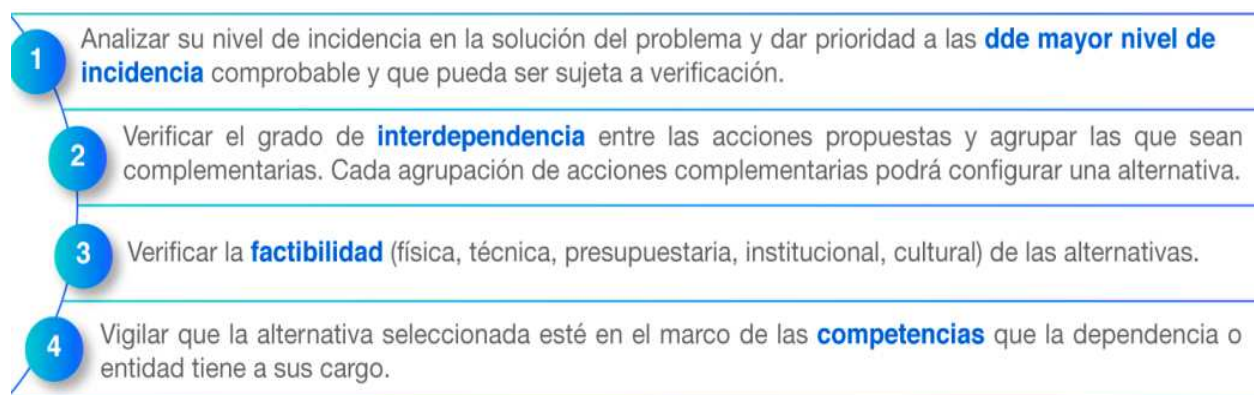 1
Analizar su nivel de incidencia en la solución del problema y dar prioridad a las dde mayor nivel de
incidencia comprobable y que pueda ser sujeta a verificación.
2
Verificar el grado de interdependencia entre las acciones propuestas y agrupar las que sean
complementarias. Cada agrupación de acciones complementarias podrá configurar una alternativa.
3
Verificar la factibilidad (física, técnica, presupuestaria, institucional, cultural) de las alternativas.
4
Vigilar que la alternativa seleccionada esté en el marco de las competencias que la dependencia o
entidad tiene a sus cargo.